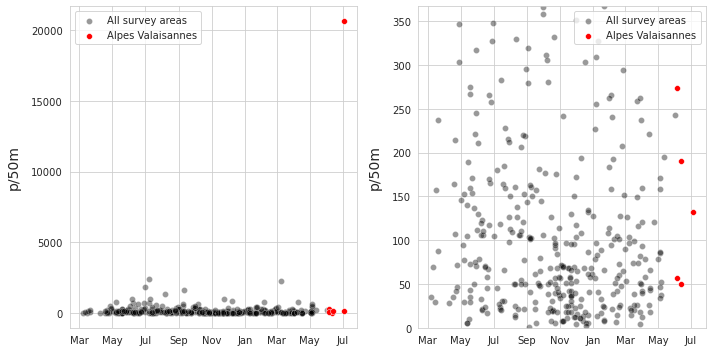 All survey areas
Alpes Valaisannes
p/50m
20000
15000
10000
5000
0
Mar May Jul Sep Nov Jan Mar May Jul
All survey areas
Alpes Valaisannes
p/50m
350
300
250
200
150
100
50
0
Mar May Jul Sep Nov Jan Mar May Jul